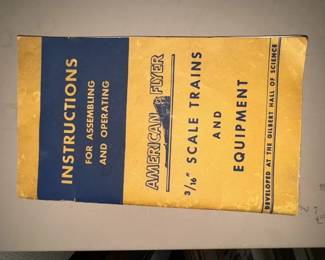 INSTRUCTIONS
FOR ASSEMBLING
AND OPERATING
AMERICAN FLYER
3/16" SCALE TRAINS
AND
EQUIPMENT
DEVELOPED AT THE GILBERT HALL OF SCIENCE